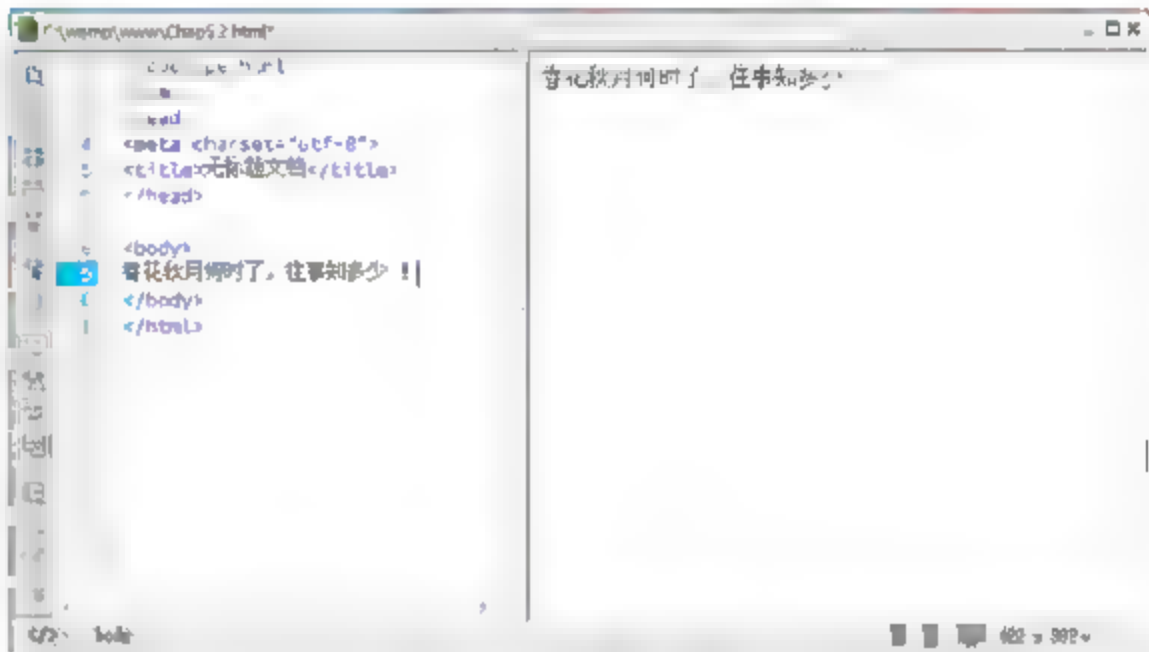 \wamp\www\Chap5.2.html*
4 <meta charset="utf-8">
5 <title>无标题文档</title>
</head>
<body>
春花秋月何时了，往事知多少！
</body>
</html>
春花秋月何时了 往事知多少
body